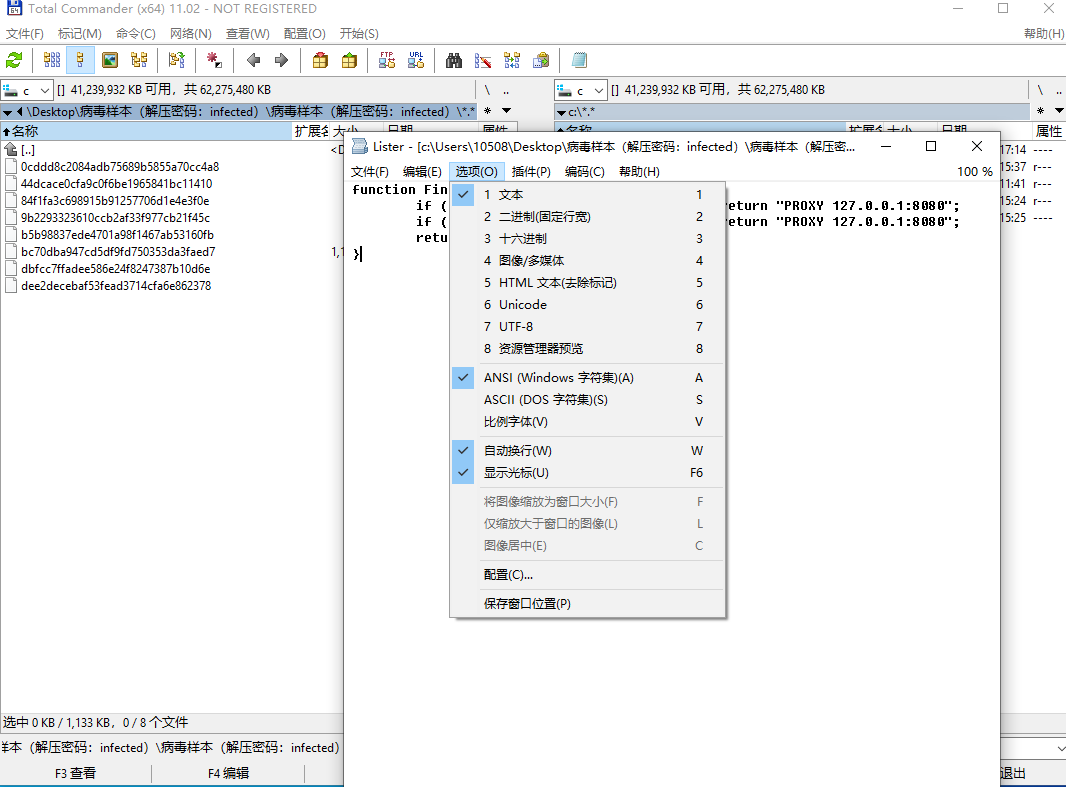 Total Commander (x64) 11.02 - NOT REGISTERED
文件(F) 标记(M) 命令(C) 网络(N) 查看(W) 配置(O) 开始(S) 帮助(H)
FTP URL
c [] 41,239,932 KB 可用，共 62,275,480 KB \ ..
c [] 41,239,932 KB 可用，共 62,275,480 KB \ ..
\Desktop\病毒样本（解压密码：infected）\病毒样本（解压密码：infected）\*.* *
c:\*.* *
名称 扩展名 大小 日期 属性
名称 扩展名 大小 日期 属性
[..] <D
0cddd8c2084adb75689b5855a70cc4a8
44dcace0cfa9c0f6be1965841bc11410
84f1fa3c698915b91257706d1e4e3f0e
9b2293323610ccb2af33f977cb21f45c
b5b98837ede4701a98f1467ab53160fb
bc70dba947cd5df9fd750353da3faed7 1,1
dbfcc7ffadee586e24f8247387b10d6e
dee2decebaf53fead3714cfa6e862378
17:14 ----
15:37 r---
11:41 r---
15:24 r---
15:25 ----
Lister - [c:\Users\10508\Desktop\病毒样本（解压密码：infected）\病毒样本（解压密...
文件(F) 编辑(E) 选项(O) 插件(P) 编码(C) 帮助(H) 100 %
function Fin
if ( return "PROXY 127.0.0.1:8080";
if ( return "PROXY 127.0.0.1:8080";
retu
}
1 文本 1
2 二进制(固定行宽) 2
3 十六进制 3
4 图像/多媒体 4
5 HTML 文本(去除标记) 5
6 Unicode 6
7 UTF-8 7
8 资源管理器预览 8
ANSI (Windows 字符集)(A) A
ASCII (DOS 字符集)(S) S
比例字体(V) V
自动换行(W) W
显示光标(U) F6
将图像缩放为窗口大小(F) F
仅缩放大于窗口的图像(L) L
图像居中(E) C
配置(C)...
保存窗口位置(P)
选中 0 KB / 1,133 KB，0 / 8 个文件
样本（解压密码：infected）\病毒样本（解压密码：infected）
F3 查看 F4 编辑 退出